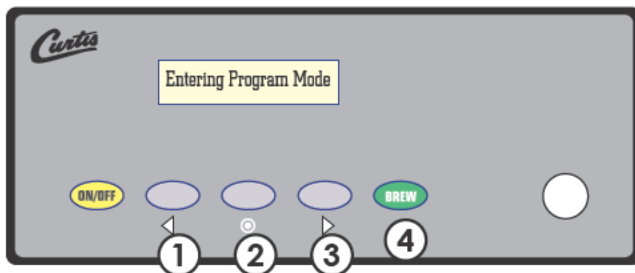 Curtis
Entering Program Mode
ON/OFF
BREW
1
2
3
4